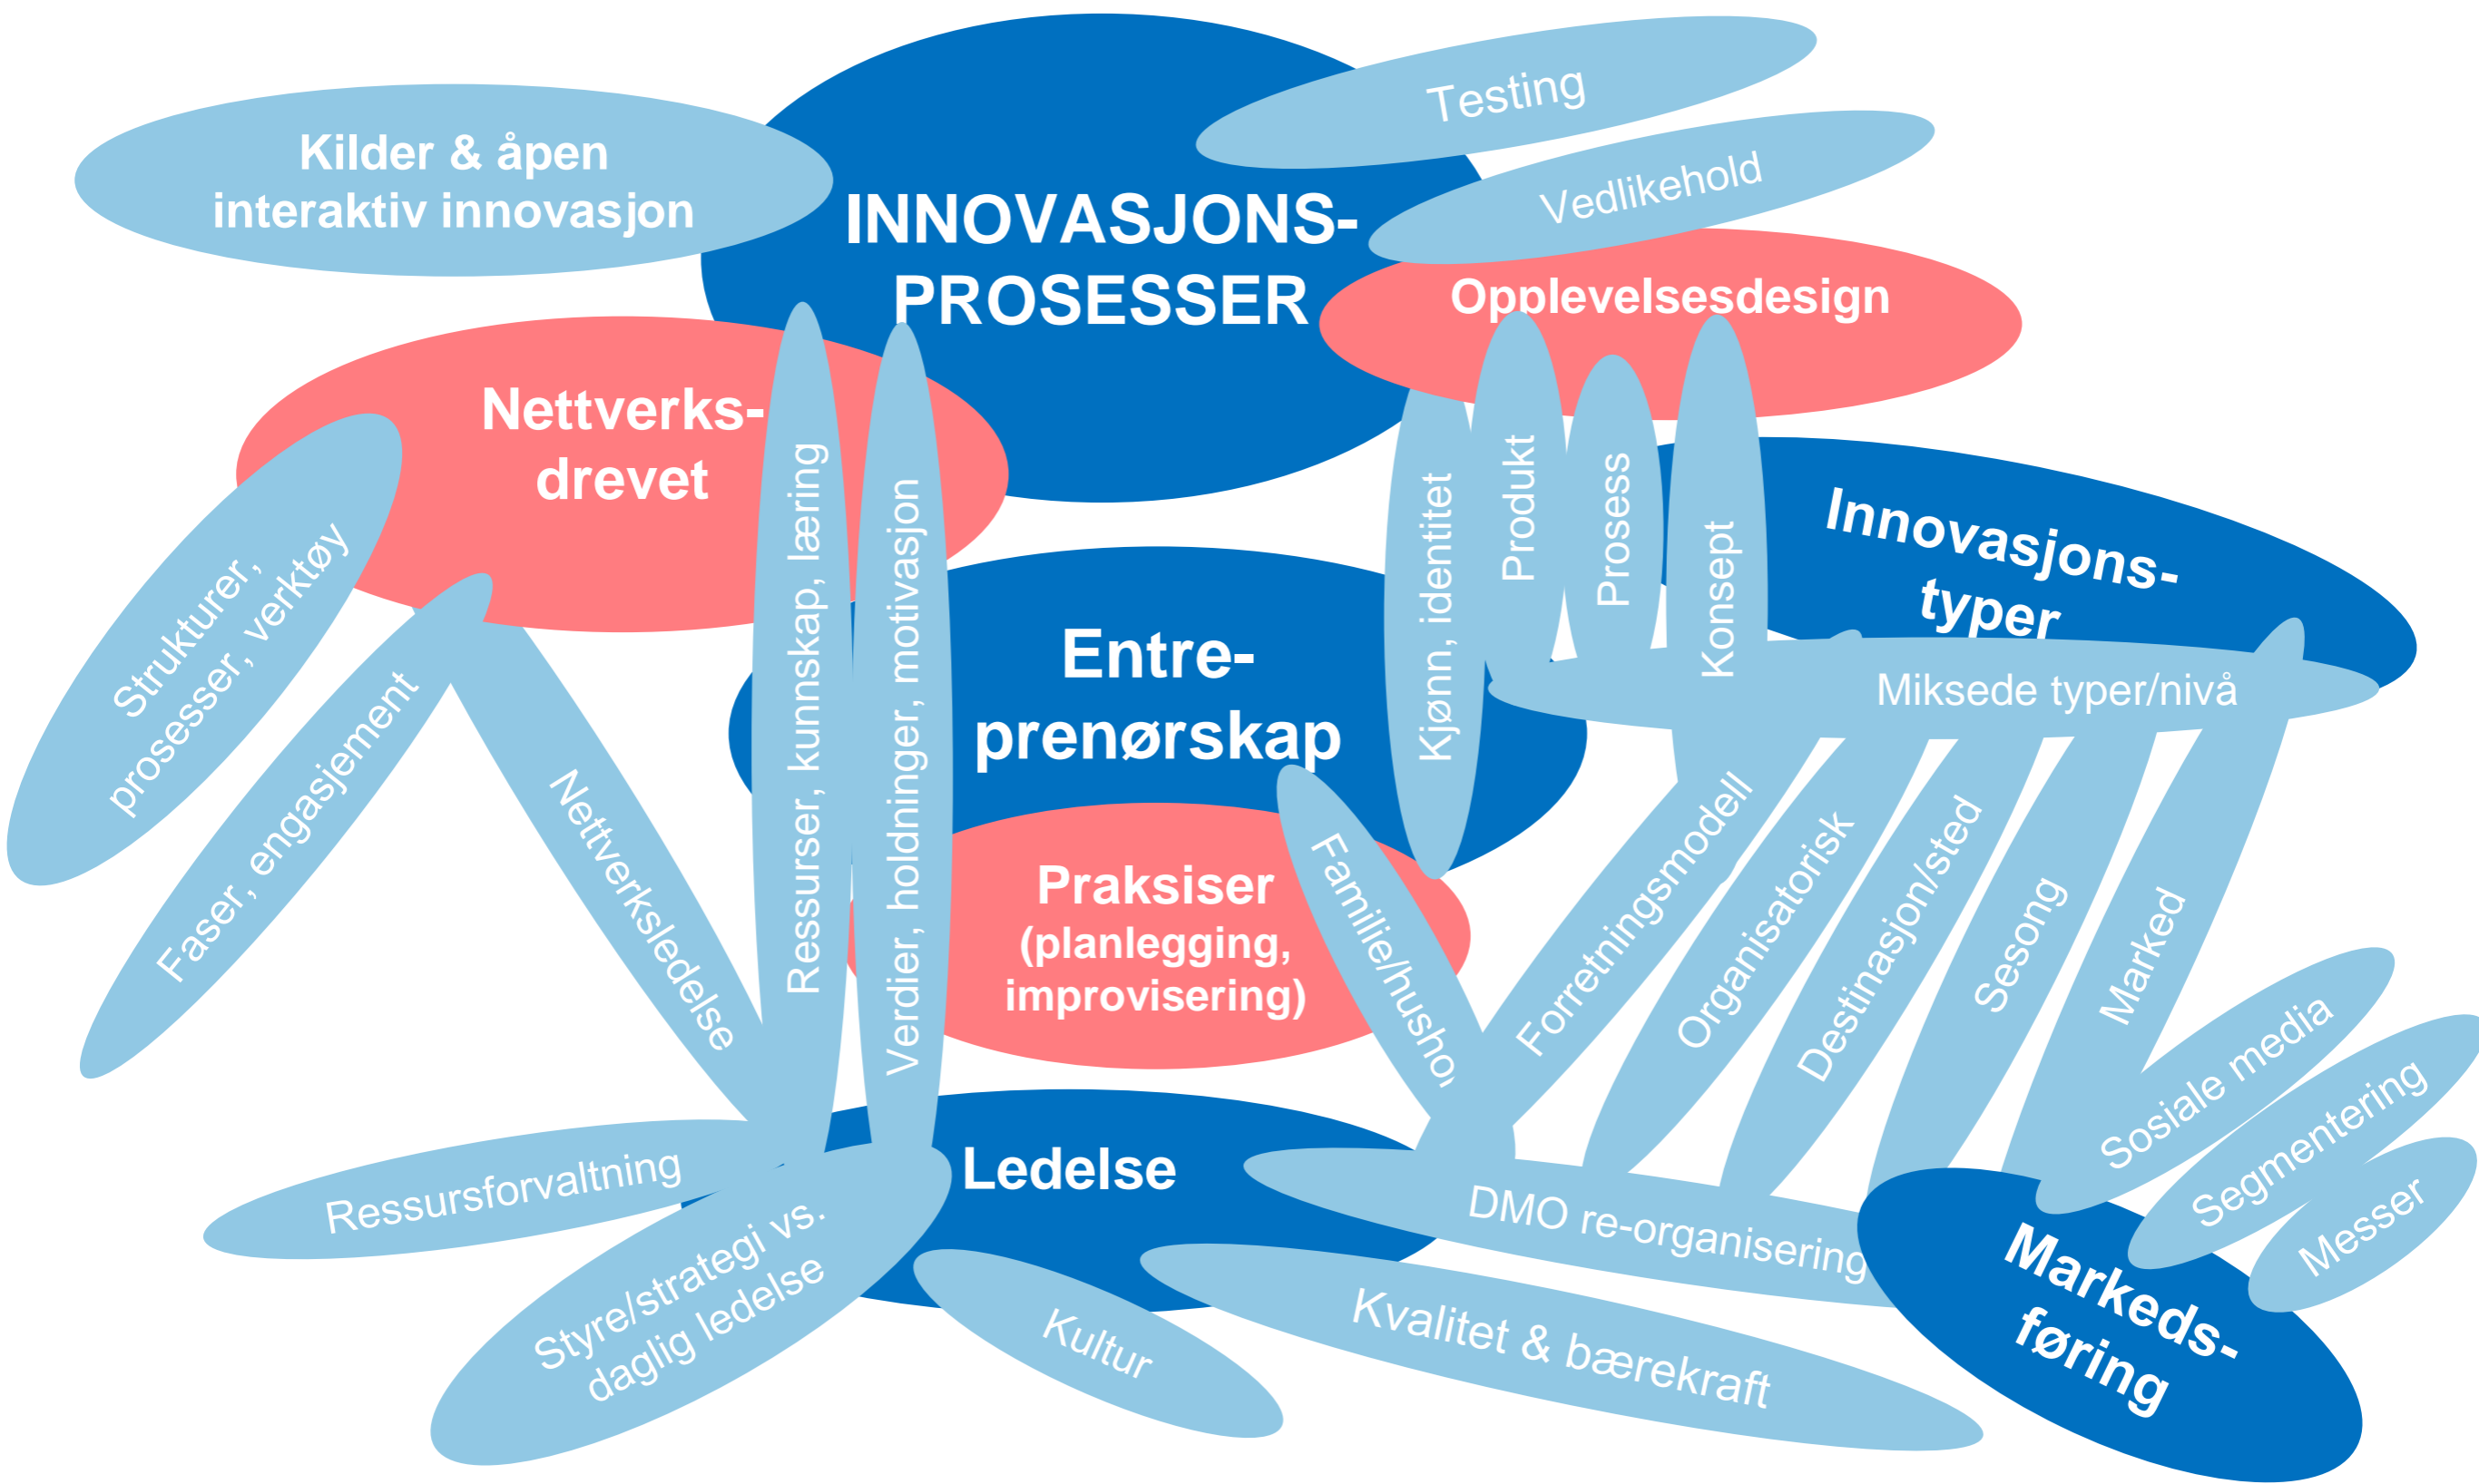 Testing
Kilder & åpen
interaktiv innovasjon
Vedlikehold
INNOVASJONS-
PROSESSER
Opplevelsesdesign
Nettverks-
drevet
Strukturer,
prosesser, verktøy
Faser, engasjement
Nettverksledelse
Ressurser, kunnskap, læring
Verdier, holdninger, motivasjon
Entre-
prenørskap
Kjønn, identitet
Produkt
Prosess
Konsept
Innovasjons-
typer
Miksede typer/nivå
Praksiser
(planlegging,
improvisering)
Forretningsmodell
Organisatorisk
Destinasjon/sted
Sesong
Marked
Sosiale media
Segmentering
Messer
Ledelse
Ressursforvaltning
Styre/strategi vs.
daglig ledelse
Kultur
DMO re-organisering
Kvalitet & bærekraft
Markeds-
føring